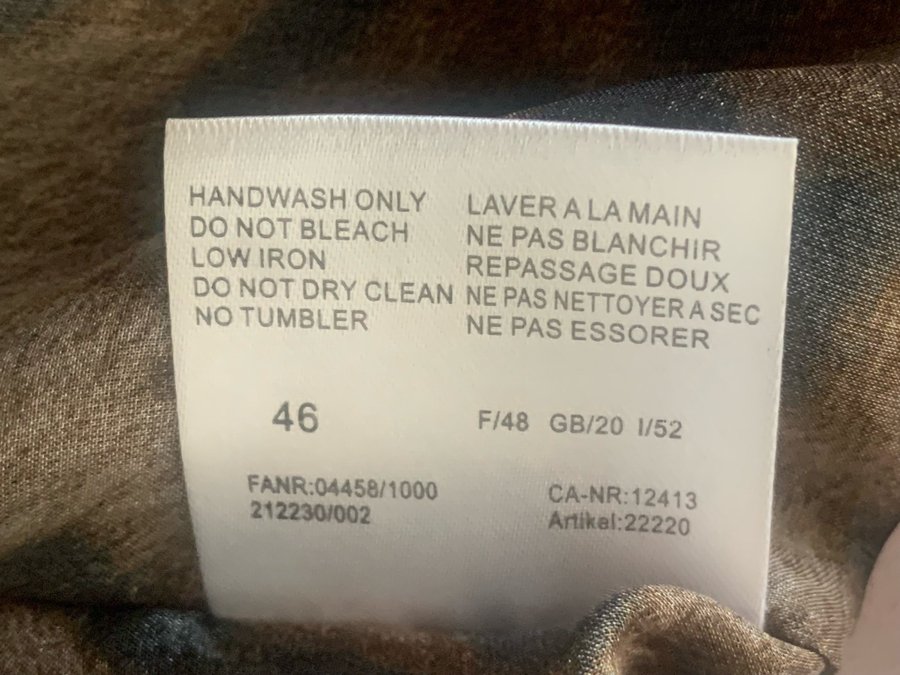 HANDWASH ONLY
DO NOT BLEACH
LOW IRON
DO NOT DRY CLEAN
NO TUMBLER
LAVER A LA MAIN
NE PAS BLANCHIR
REPASSAGE DOUX
NE PAS NETTOYER A SEC
NE PAS ESSORER
46
F/48 GB/20 I/52
FANR:04458/1000
212230/002
CA-NR:12413
Artikel:22220